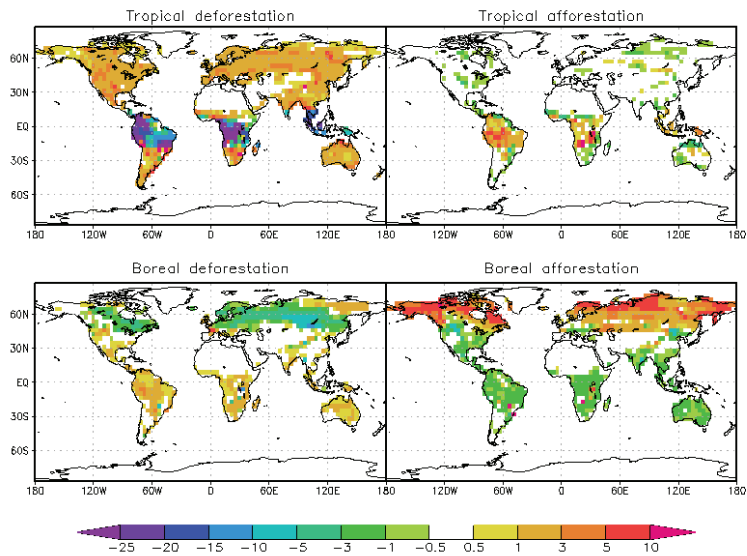 Tropical deforestation
Tropical afforestation
60N
30N
EQ
30S
60S
180 120W 60W 0 60E 120E 180 120W 60W 0 60E 120E 180
Boreal deforestation
Boreal afforestation
60N
30N
EQ
30S
60S
180 120W 60W 0 60E 120E 180 120W 60W 0 60E 120E 180
-25 -20 -15 -10 -5 -3 -1 -0.5 0.5 1 3 5 10